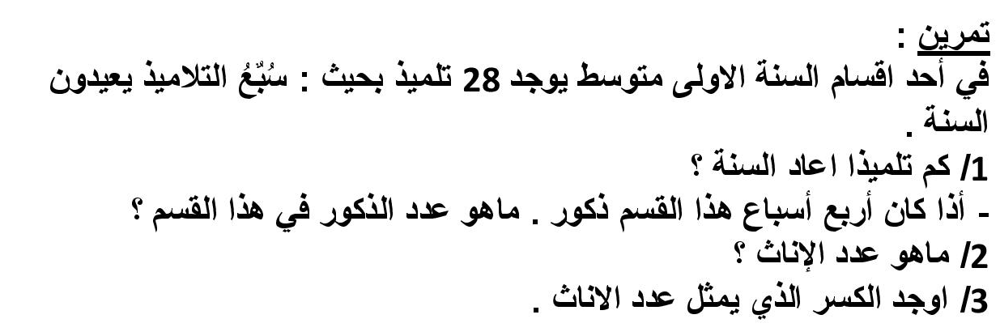 تمرين :
في أحد اقسام السنة الاولى متوسط يوجد 28 تلميذ بحيث : سُبٌعُ التلاميذ يعيدون
السنة .
1/ كم تلميذا اعاد السنة ؟
- أذا كان أربع أسباع هذا القسم ذكور . ماهو عدد الذكور في هذا القسم ؟
2/ ماهو عدد الإناث ؟
3/ اوجد الكسر الذي يمثل عدد الاناث .